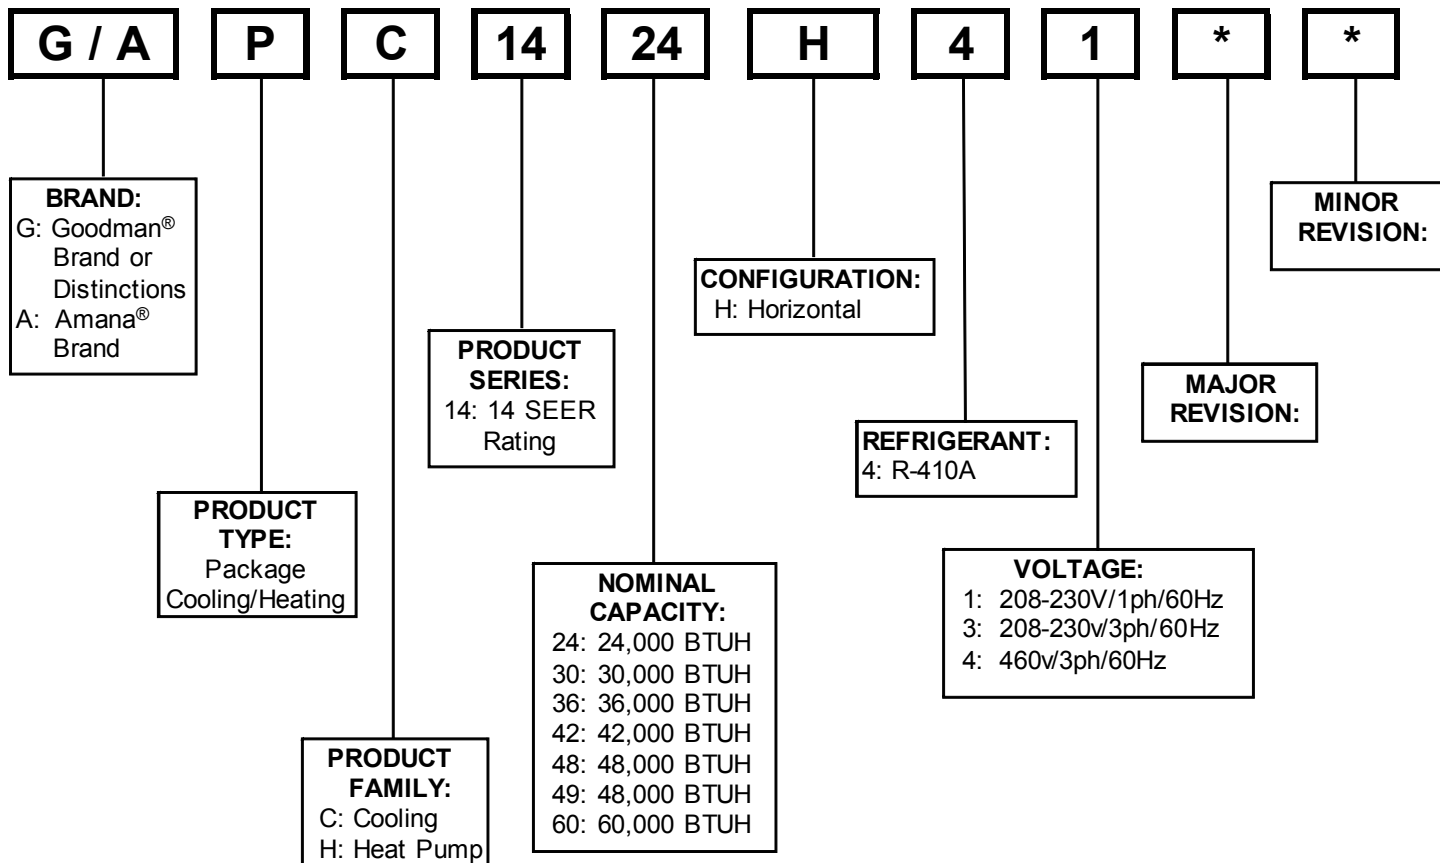 G / A P C 14 24 H 4 1 * *
BRAND:
G: Goodman®
Brand or
Distinctions
A: Amana®
Brand
PRODUCT
TYPE:
Package
Cooling/Heating
PRODUCT
FAMILY:
C: Cooling
H: Heat Pump
PRODUCT
SERIES:
14: 14 SEER
Rating
NOMINAL
CAPACITY:
24: 24,000 BTUH
30: 30,000 BTUH
36: 36,000 BTUH
42: 42,000 BTUH
48: 48,000 BTUH
49: 48,000 BTUH
60: 60,000 BTUH
CONFIGURATION:
H: Horizontal
REFRIGERANT:
4: R-410A
VOLTAGE:
1: 208-230V/1ph/60Hz
3: 208-230v/3ph/60Hz
4: 460v/3ph/60Hz
MAJOR
REVISION:
MINOR
REVISION: